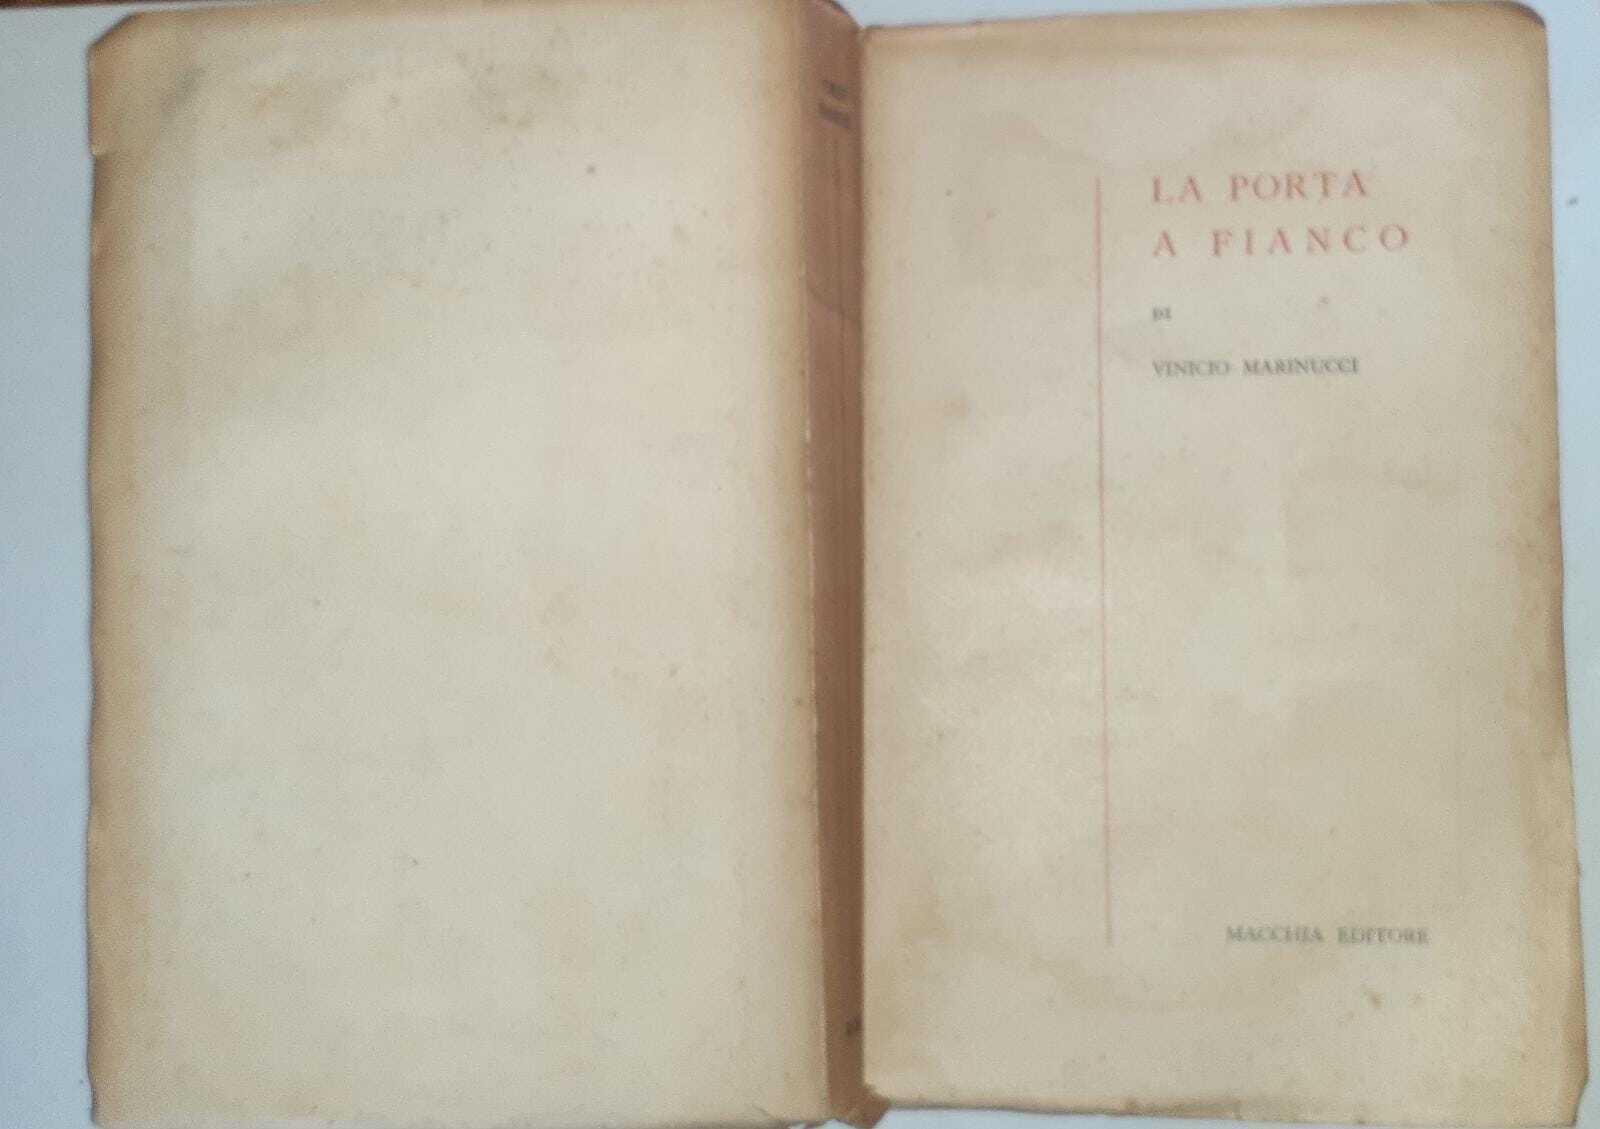 LA PORTA
A FIANCO
DI
VINICIO MARINUCCI
MACCHIA EDITORE